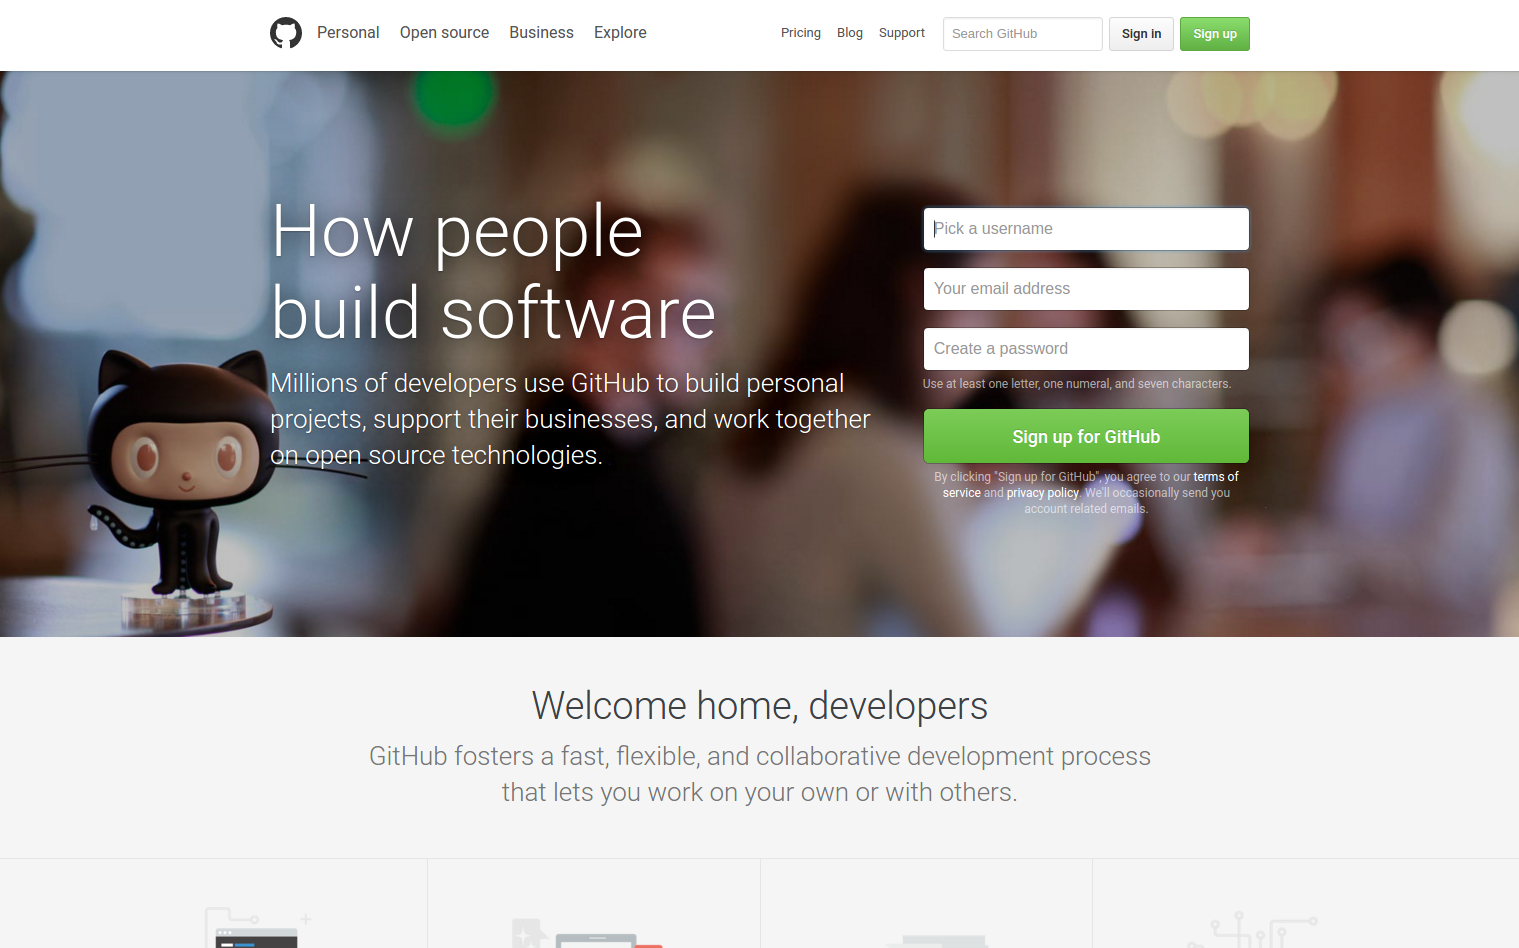 Personal Open source Business Explore Pricing Blog Support Search GitHub Sign in Sign up
How people
build software
Millions of developers use GitHub to build personal
projects, support their businesses, and work together
on open source technologies.
Pick a username
Your email address
Create a password
Use at least one letter, one numeral, and seven characters.
Sign up for GitHub
By clicking "Sign up for GitHub", you agree to our terms of
service and privacy policy. We'll occasionally send you
account related emails.
Welcome home, developers
GitHub fosters a fast, flexible, and collaborative development process
that lets you work on your own or with others.